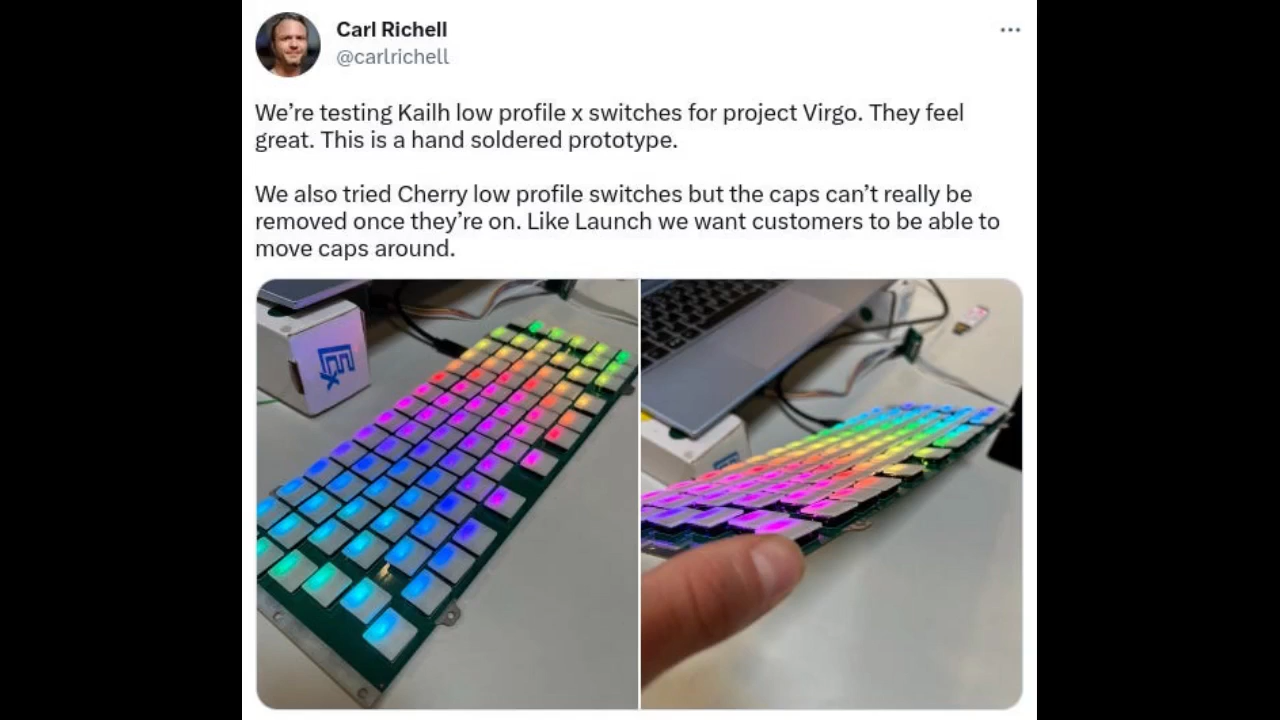 Carl Richell
@carlrichell
We’re testing Kailh low profile x switches for project Virgo. They feel
great. This is a hand soldered prototype.
We also tried Cherry low profile switches but the caps can’t really be
removed once they’re on. Like Launch we want customers to be able to
move caps around.